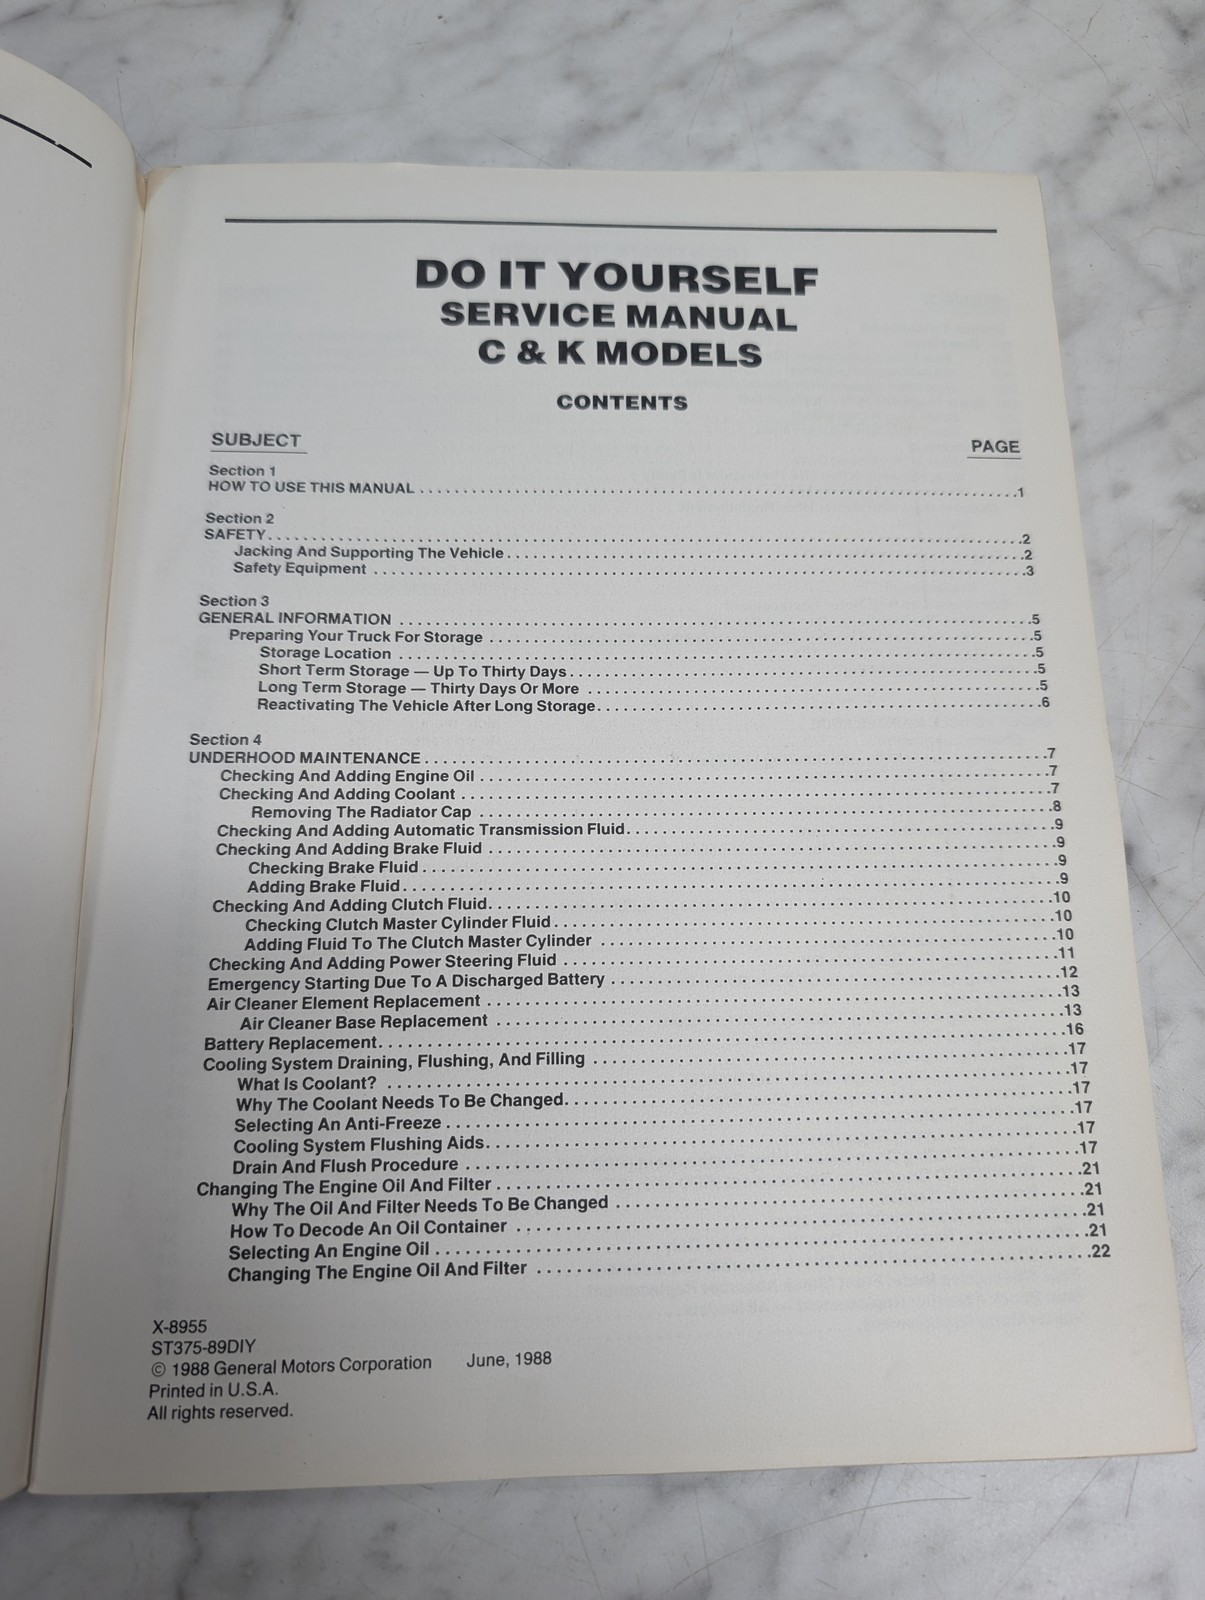 DO IT YOURSELF
SERVICE MANUAL
C & K MODELS
CONTENTS
SUBJECT PAGE
Section 1
HOW TO USE THIS MANUAL . . . . . . . . . . 1
Section 2
SAFETY . . . . . . . . . . 2
Jacking And Supporting The Vehicle . . . . . . . . . . 2
Safety Equipment . . . . . . . . . . 3
Section 3
GENERAL INFORMATION . . . . . . . . . . 5
Preparing Your Truck For Storage . . . . . . . . . . 5
Storage Location . . . . . . . . . . 5
Short Term Storage — Up To Thirty Days . . . . . . . . . . 5
Long Term Storage — Thirty Days Or More . . . . . . . . . . 5
Reactivating The Vehicle After Long Storage . . . . . . . . . . 6
Section 4
UNDERHOOD MAINTENANCE . . . . . . . . . . 7
Checking And Adding Engine Oil . . . . . . . . . . 7
Checking And Adding Coolant . . . . . . . . . . 7
Removing The Radiator Cap . . . . . . . . . . 8
Checking And Adding Automatic Transmission Fluid . . . . . . . . . . 9
Checking And Adding Brake Fluid . . . . . . . . . . 9
Checking Brake Fluid . . . . . . . . . . 9
Adding Brake Fluid . . . . . . . . . . 9
Checking And Adding Clutch Fluid . . . . . . . . . . 10
Checking Clutch Master Cylinder Fluid . . . . . . . . . . 10
Adding Fluid To The Clutch Master Cylinder . . . . . . . . . . 10
Checking And Adding Power Steering Fluid . . . . . . . . . . 11
Emergency Starting Due To A Discharged Battery . . . . . . . . . . 12
Air Cleaner Element Replacement . . . . . . . . . . 13
Air Cleaner Base Replacement . . . . . . . . . . 13
Battery Replacement . . . . . . . . . . 16
Cooling System Draining, Flushing, And Filling . . . . . . . . . . 17
What Is Coolant? . . . . . . . . . . 17
Why The Coolant Needs To Be Changed . . . . . . . . . . 17
Selecting An Anti-Freeze . . . . . . . . . . 17
Cooling System Flushing Aids . . . . . . . . . . 17
Drain And Flush Procedure . . . . . . . . . . 17
Changing The Engine Oil And Filter . . . . . . . . . . 21
Why The Oil And Filter Needs To Be Changed . . . . . . . . . . 21
How To Decode An Oil Container . . . . . . . . . . 21
Selecting An Engine Oil . . . . . . . . . . 21
Changing The Engine Oil And Filter . . . . . . . . . . 22
X-8955
ST375-89DIY
© 1988 General Motors Corporation June, 1988
Printed in U.S.A.
All rights reserved.